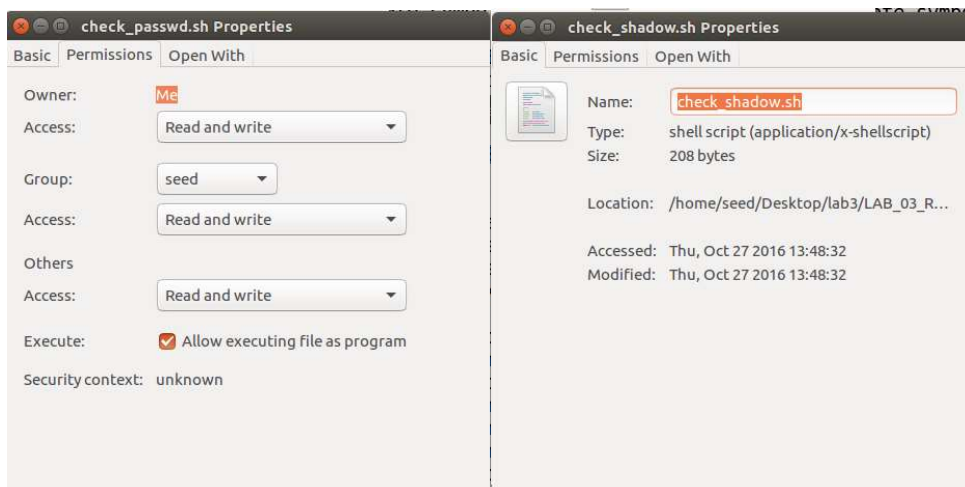 check_passwd.sh Properties
Basic Permissions Open With
Owner: Me
Access: Read and write
Group: seed
Access: Read and write
Others
Access: Read and write
Execute: Allow executing file as program
Security context: unknown
check_shadow.sh Properties
Basic Permissions Open With
Name: check_shadow.sh
Type: shell script (application/x-shellscript)
Size: 208 bytes
Location: /home/seed/Desktop/lab3/LAB_03_R...
Accessed: Thu, Oct 27 2016 13:48:32
Modified: Thu, Oct 27 2016 13:48:32